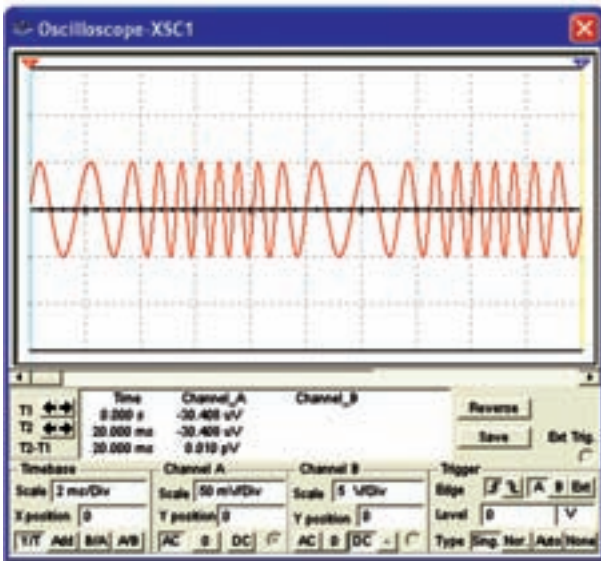 Oscilloscope-XSC1
Time Channel_A Channel_B
T1 0.000 s -30.408 uV
T2 20.000 ms -30.408 uV
T2-T1 20.000 ms 0.010 pV
Reverse
Save
Ext Trig.
Timebase
Scale 2 ms/Div
X position 0
Y/T Add B/A A/B
Channel A
Scale 50 mV/Div
Y position 0
AC 0 DC
Channel B
Scale 5 V/Div
Y position 0
AC 0 DC -
Trigger
Edge A B Ext
Level 0 V
Type Sing. Nor. Auto None